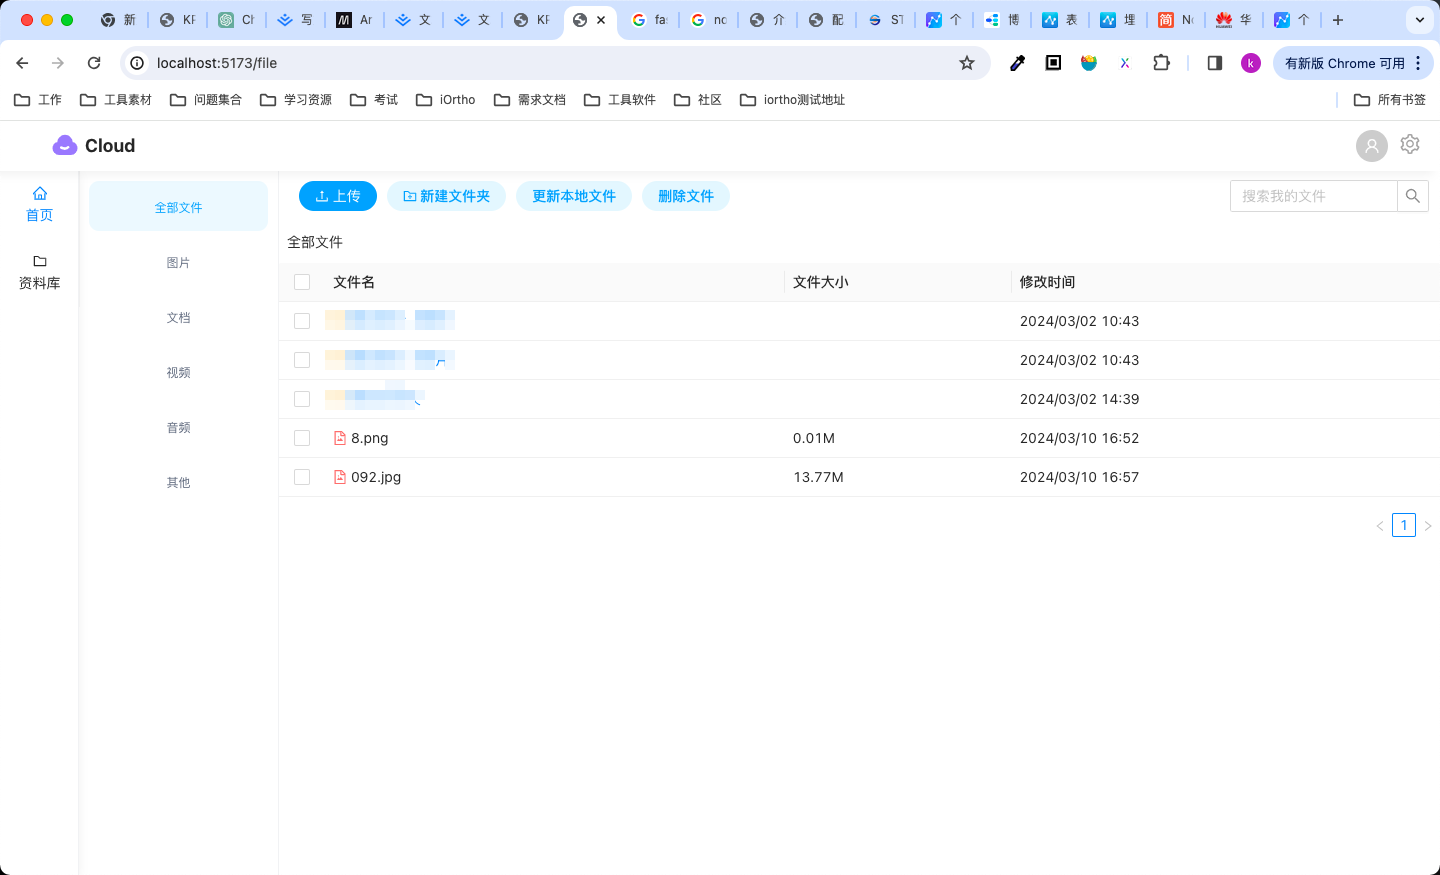 新
KF
Ch
写
Ar
文
文
KF
fas
no
介
配
ST
个
博
表
埋
No
华
个
localhost:5173/file
k
有新版 Chrome 可用
工作
工具素材
问题集合
学习资源
考试
iOrtho
需求文档
工具软件
社区
iortho测试地址
所有书签
Cloud
首页
资料库
全部文件
图片
文档
视频
音频
其他
上传
新建文件夹
更新本地文件
删除文件
搜索我的文件
全部文件
文件名
文件大小
修改时间
2024/03/02 10:43
2024/03/02 10:43
2024/03/02 14:39
8.png
0.01M
2024/03/10 16:52
092.jpg
13.77M
2024/03/10 16:57
1